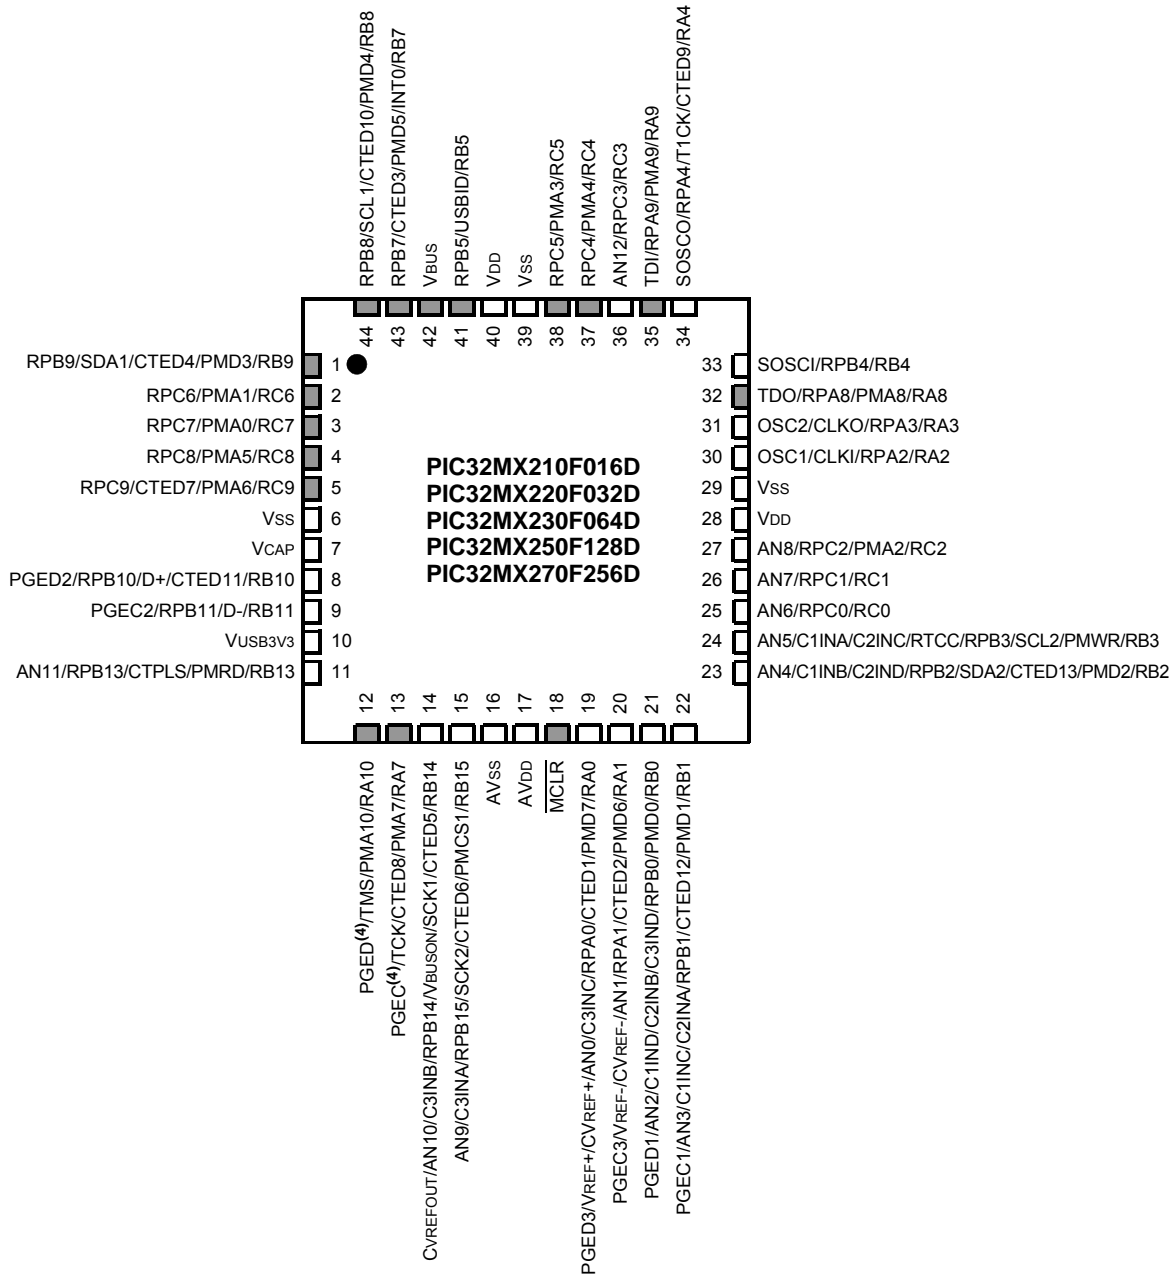 RPB8/SCL1/CTED10/PMD4/RB8
RPB7/CTED3/PMD5/INT0/RB7
VBUS
RPB5/USBID/RB5
VDD
VSS
RPC5/PMA3/RC5
RPC4/PMA4/RC4
AN12/RPC3/RC3
TDI/RPA9/PMA9/RA9
SOSCO/RPA4/T1CK/CTED9/RA4
44 43 42 41 40 39 38 37 36 35 34
RPB9/SDA1/CTED4/PMD3/RB9 1
RPC6/PMA1/RC6 2
RPC7/PMA0/RC7 3
RPC8/PMA5/RC8 4
RPC9/CTED7/PMA6/RC9 5
VSS 6
VCAP 7
PGED2/RPB10/D+/CTED11/RB10 8
PGEC2/RPB11/D-/RB11 9
VUSB3V3 10
AN11/RPB13/CTPLS/PMRD/RB13 11
PIC32MX210F016D
PIC32MX220F032D
PIC32MX230F064D
PIC32MX250F128D
PIC32MX270F256D
33 SOSCI/RPB4/RB4
32 TDO/RPA8/PMA8/RA8
31 OSC2/CLKO/RPA3/RA3
30 OSC1/CLKI/RPA2/RA2
29 VSS
28 VDD
27 AN8/RPC2/PMA2/RC2
26 AN7/RPC1/RC1
25 AN6/RPC0/RC0
24 AN5/C1INA/C2INC/RTCC/RPB3/SCL2/PMWR/RB3
23 AN4/C1INB/C2IND/RPB2/SDA2/CTED13/PMD2/RB2
12 13 14 15 16 17 18 19 20 21 22
PGED(4)/TMS/PMA10/RA10
PGEC(4)/TCK/CTED8/PMA7/RA7
CVREFOUT/AN10/C3INB/RPB14/VBUSON/SCK1/CTED5/RB14
AN9/C3INA/RPB15/SCK2/CTED6/PMCS1/RB15
AVSS
AVDD
MCLR
PGED3/VREF+/CVREF+/AN0/C3INC/RPA0/CTED1/PMD7/RA0
PGEC3/VREF-/CVREF-/AN1/RPA1/CTED2/PMD6/RA1
PGED1/AN2/C1IND/C2INB/C3IND/RPB0/PMD0/RB0
PGEC1/AN3/C1INC/C2INA/RPB1/CTED12/PMD1/RB1